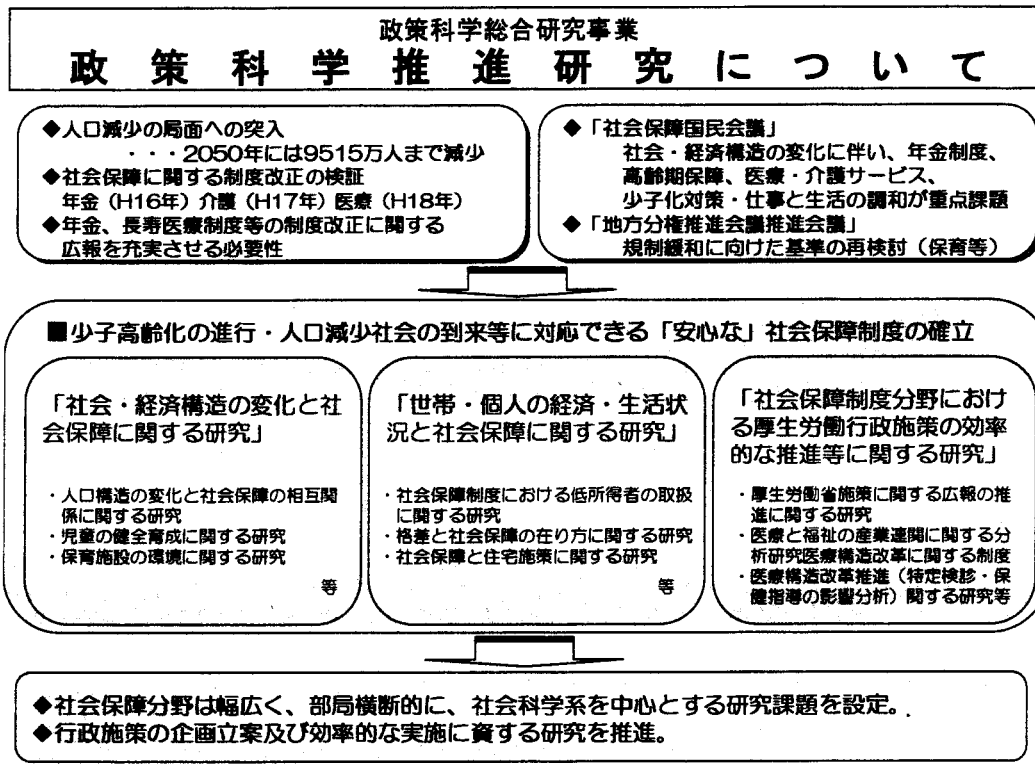 政策科学総合研究事業
政策科学推進研究について
◆人口減少の局面への突入
・・・2050年には9515万人まで減少
◆社会保障に関する制度改正の検証
年金（H16年）介護（H17年）医療（H18年）
◆年金、長寿医療制度等の制度改正に関する
広報を充実させる必要性
◆「社会保障国民会議」
社会・経済構造の変化に伴い、年金制度、
高齢期保障、医療・介護サービス、
少子化対策・仕事と生活の調和が重点課題
◆「地方分権推進会議推進会議」
規制緩和に向けた基準の再検討（保育等）
■少子高齢化の進行・人口減少社会の到来等に対応できる「安心な」社会保障制度の確立
「社会・経済構造の変化と社
会保障に関する研究」
・人口構造の変化と社会保障の相互関
係に関する研究
・児童の健全育成に関する研究
・保育施設の環境に関する研究
等
「世帯・個人の経済・生活状
況と社会保障に関する研究」
・社会保障制度における低所得者の取扱
に関する研究
・格差と社会保障の在り方に関する研究
・社会保障と住宅施策に関する研究
等
「社会保障制度分野におけ
る厚生労働行政施策の効率
的な推進等に関する研究」
・厚生労働省施策に関する広報の推
進に関する研究
・医療と福祉の産業連関に関する分
析研究医療構造改革に関する制度
・医療構造改革推進（特定検診・保
健指導の影響分析）関する研究等
◆社会保障分野は幅広く、部局横断的に、社会科学系を中心とする研究課題を設定。
◆行政施策の企画立案及び効率的な実施に資する研究を推進。